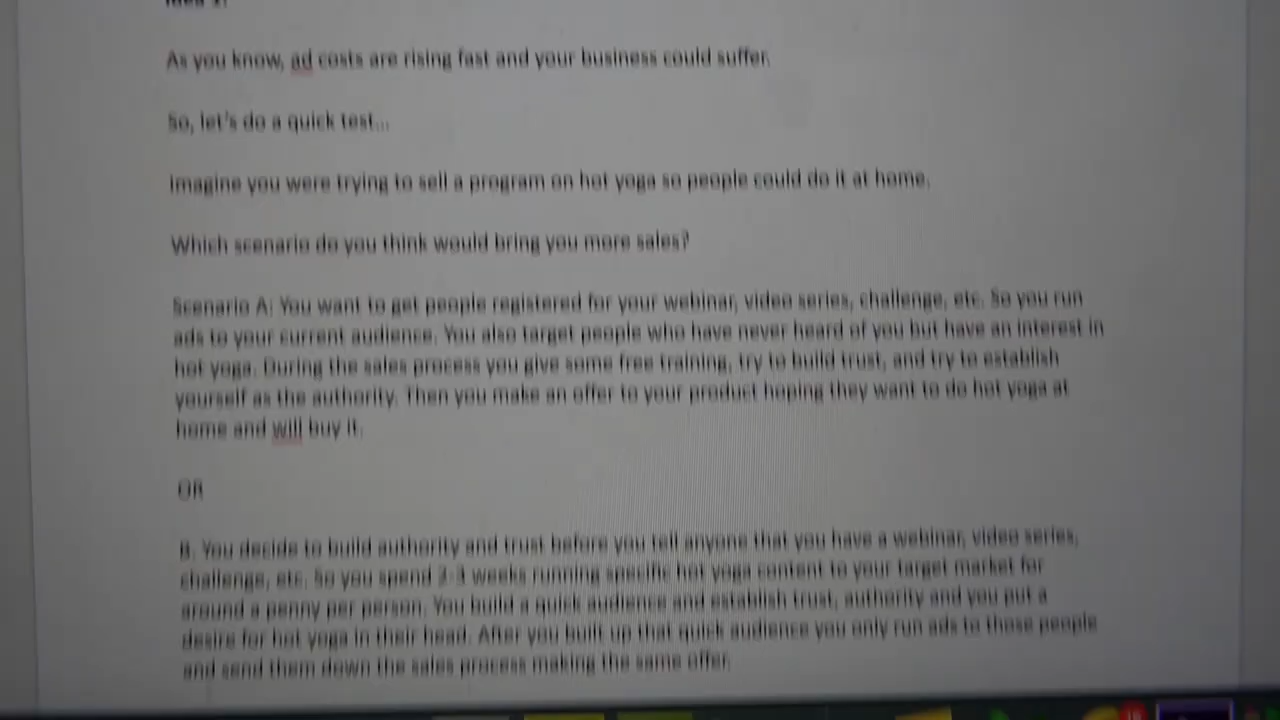 Idea 1:
As you know, ad costs are rising fast and your business could suffer.
So, let's do a quick test...
Imagine you were trying to sell a program on hot yoga so people could do it at home.
Which scenario do you think would bring you more sales?
Scenario A: You want to get people registered for your webinar, video series, challenge, etc. So you run
ads to your current audience. You also target people who have never heard of you but have an interest in
hot yoga. During the sales process you give some free training, try to build trust, and try to establish
yourself as the authority. Then you make an offer to your product hoping they want to do hot yoga at
home and will buy it.
OR
B. You decide to build authority and trust before you tell anyone that you have a webinar, video series,
challenge, etc. So you spend 2-3 weeks running specific hot yoga content to your target market for
around a penny per person. You build a quick audience and establish trust, authority and you put a
desire for hot yoga in their head. After you built up that quick audience you only run ads to those people
and send them down the sales process making the same offer.